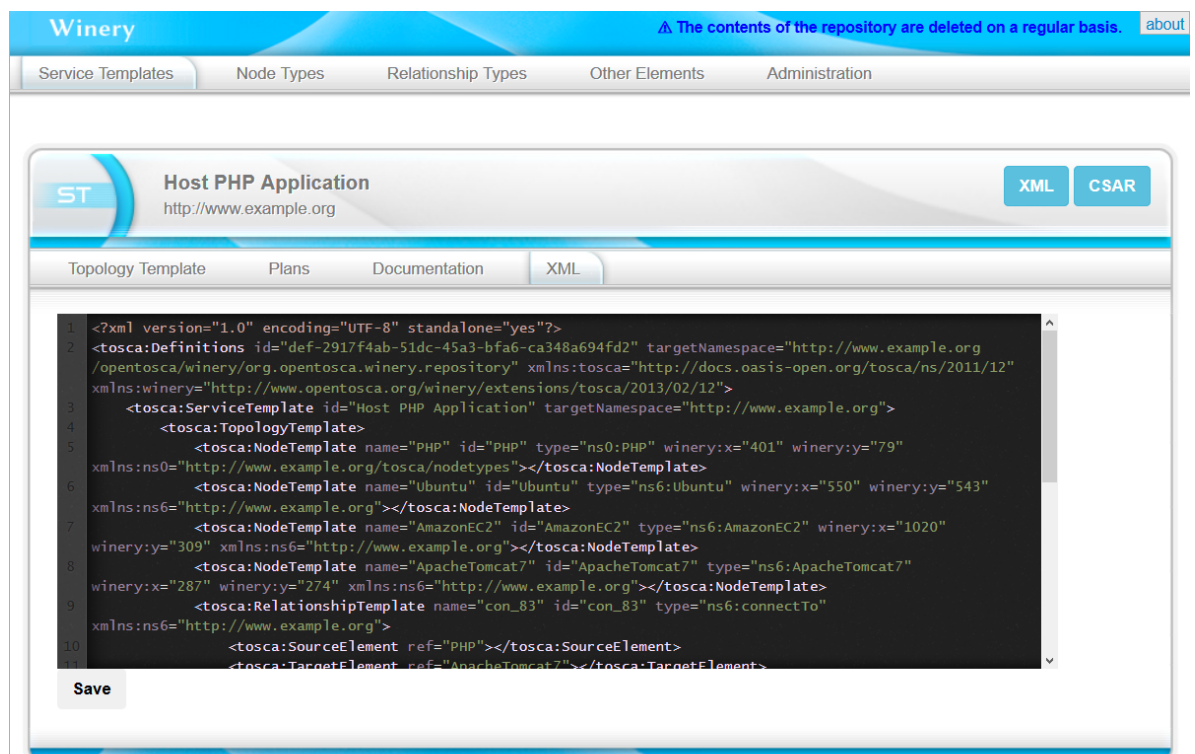 Winery
⚠ The contents of the repository are deleted on a regular basis.
about
Service Templates Node Types Relationship Types Other Elements Administration
ST
Host PHP Application
http://www.example.org
XML CSAR
Topology Template Plans Documentation XML
1 <?xml version="1.0" encoding="UTF-8" standalone="yes"?>
2 <tosca:Definitions id="def-2917f4ab-51dc-45a3-bfa6-ca348a694fd2" targetNamespace="http://www.example.org
/opentosca/winery/org.opentosca.winery.repository" xmlns:tosca="http://docs.oasis-open.org/tosca/ns/2011/12"
xmlns:winery="http://www.opentosca.org/winery/extensions/tosca/2013/02/12">
3 <tosca:ServiceTemplate id="Host PHP Application" targetNamespace="http://www.example.org">
4 <tosca:TopologyTemplate>
5 <tosca:NodeTemplate name="PHP" id="PHP" type="ns0:PHP" winery:x="401" winery:y="79"
xmlns:ns0="http://www.example.org/tosca/nodetypes"></tosca:NodeTemplate>
6 <tosca:NodeTemplate name="Ubuntu" id="Ubuntu" type="ns6:Ubuntu" winery:x="550" winery:y="543"
xmlns:ns6="http://www.example.org"></tosca:NodeTemplate>
7 <tosca:NodeTemplate name="AmazonEC2" id="AmazonEC2" type="ns6:AmazonEC2" winery:x="1020"
winery:y="309" xmlns:ns6="http://www.example.org"></tosca:NodeTemplate>
8 <tosca:NodeTemplate name="ApacheTomcat7" id="ApacheTomcat7" type="ns6:ApacheTomcat7"
winery:x="287" winery:y="274" xmlns:ns6="http://www.example.org"></tosca:NodeTemplate>
9 <tosca:RelationshipTemplate name="con_83" id="con_83" type="ns6:connectTo"
xmlns:ns6="http://www.example.org">
10 <tosca:SourceElement ref="PHP"></tosca:SourceElement>
11 <tosca:TargetElement ref="ApacheTomcat7"></tosca:TargetElement>
Save